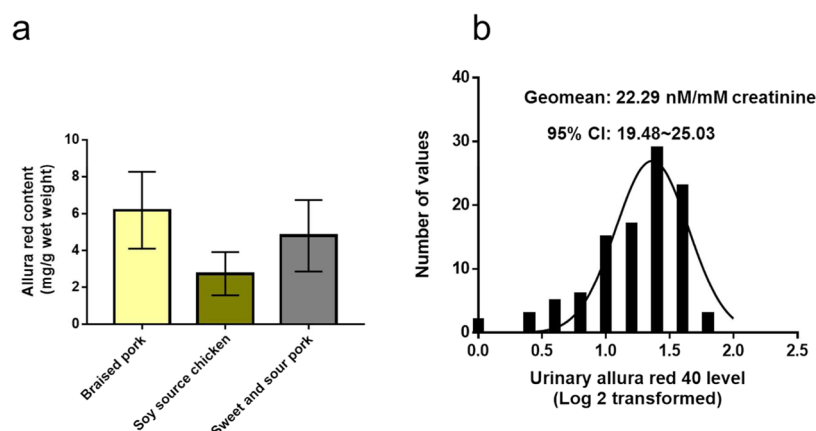 a
Allura red content
(mg/g wet weight)
10
8
6
4
2
0
Braised pork
Soy source chicken
Sweet and sour pork
b
Geomean: 22.29 nM/mM creatinine
95% CI: 19.48~25.03
Number of values
40
30
20
10
0
0.0 0.5 1.0 1.5 2.0 2.5
Urinary allura red 40 level
(Log 2 transformed)